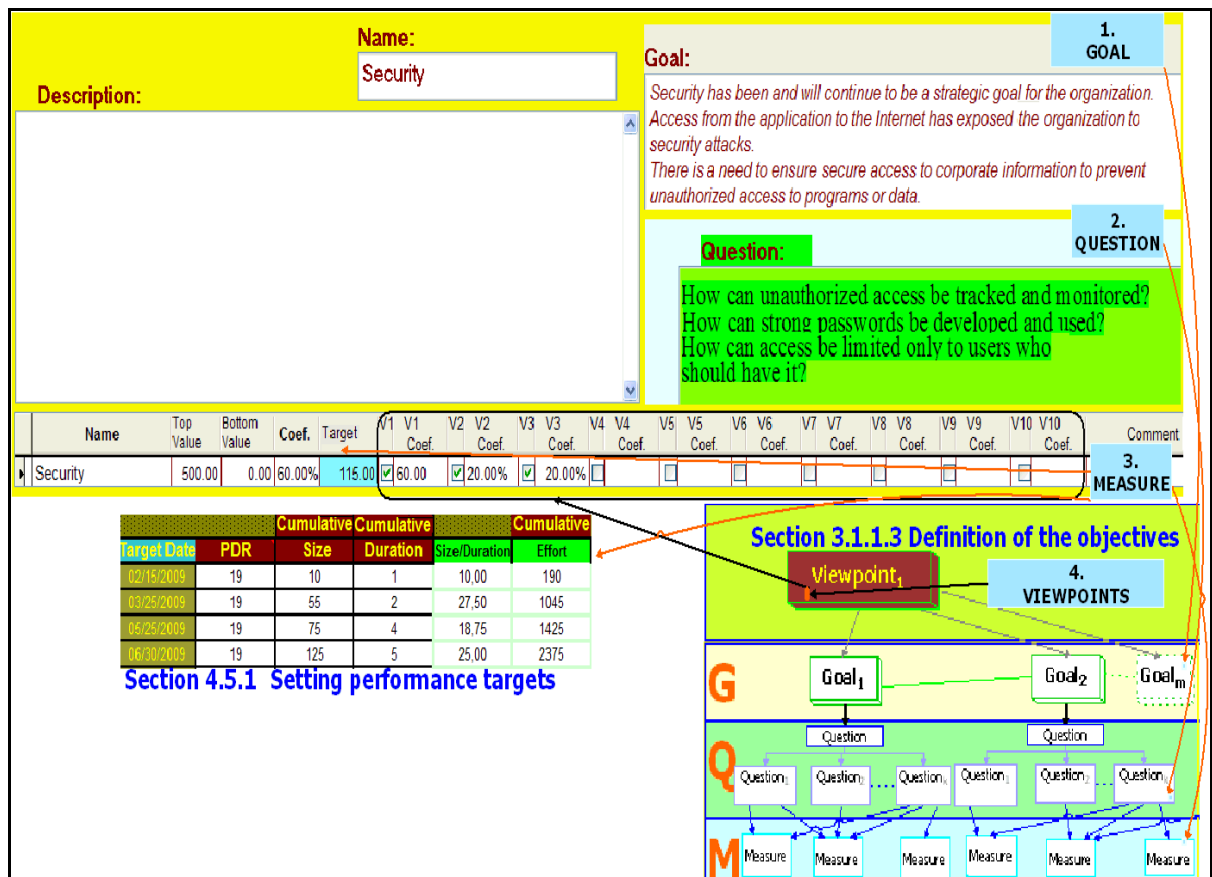 Name:
Security
Description:
Goal:
Security has been and will continue to be a strategic goal for the organization.
Access from the application to the Internet has exposed the organization to
security attacks.
There is a need to ensure secure access to corporate information to prevent
unauthorized access to programs or data.
1.
GOAL
2.
QUESTION
Question:
How can unauthorized access be tracked and monitored?
How can strong passwords be developed and used?
How can access be limited only to users who
should have it?
Name Top Value Bottom Value Coef. Target V1 V1 Coef. V2 V2 Coef. V3 V3 Coef. V4 V4 Coef. V5 V5 Coef. V6 V6 Coef. V7 V7 Coef. V8 V8 Coef. V9 V9 Coef. V10 V10 Coef. Comment
Security 500.00 0.00 60.00% 115.00 60.00 20.00% 20.00%
3.
MEASURE
Cumulative Cumulative Cumulative
Target Date PDR Size Duration Size/Duration Effort
02/15/2009 19 10 1 10,00 190
03/25/2009 19 55 2 27,50 1045
05/25/2009 19 75 4 18,75 1425
06/30/2009 19 125 5 25,00 2375
Section 4.5.1 Setting performance targets
Section 3.1.1.3 Definition of the objectives
Viewpoint1
4.
VIEWPOINTS
G
Goal1 Goal2 Goalm
Q
Question Question
Question1 Question2 Questionk Question1 Question2 Questionk
M
Measure Measure Measure Measure Measure Measure